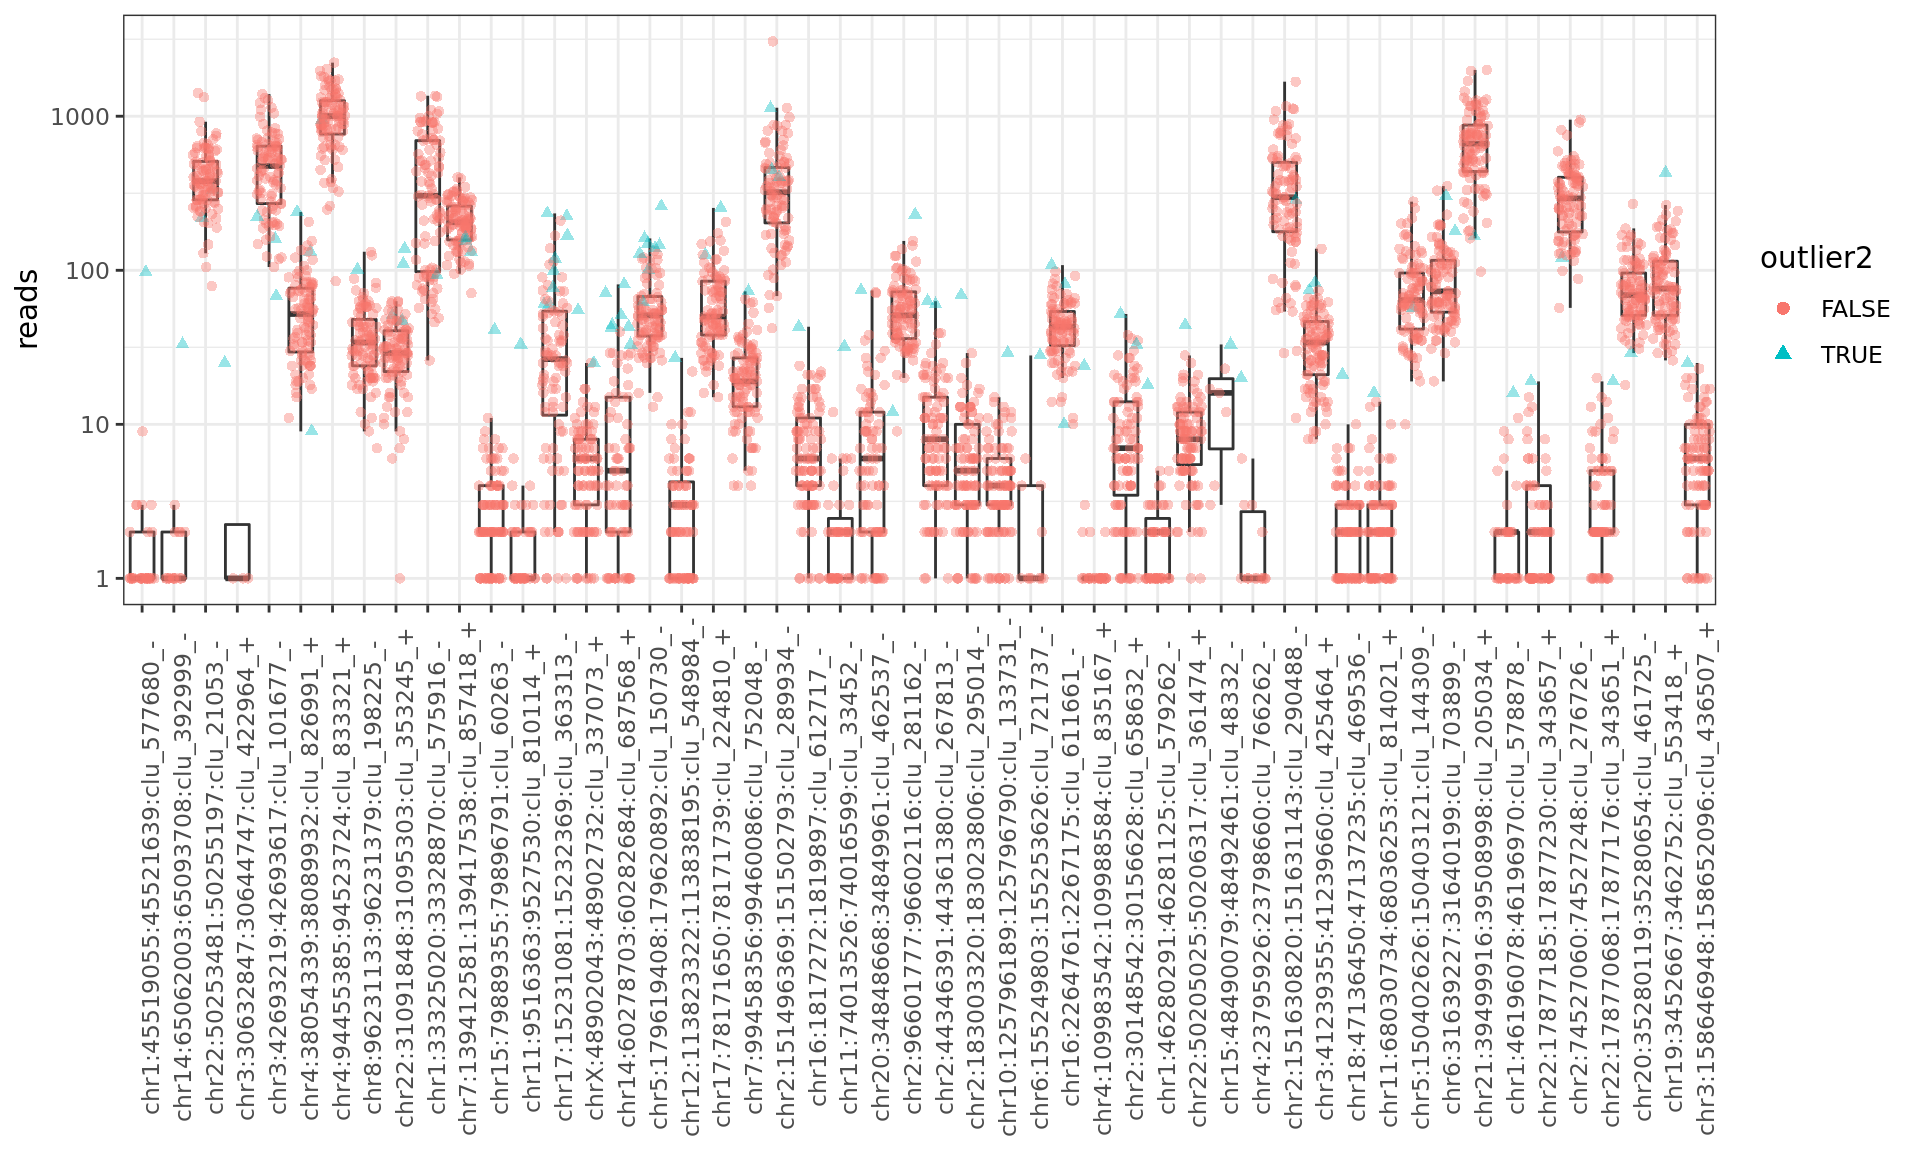 1000
100
10
1
reads
outlier2
FALSE
TRUE
chr1:45519055:45521639:clu_577680_-
chr14:65062003:65093708:clu_392999_-
chr22:50253481:50255197:clu_210530_-
chr3:30632847:30644747:clu_422964_+
chr3:42693219:42693617:clu_101677_-
chr4:38054339:38089932:clu_826991_+
chr4:94455385:94523724:clu_833321_+
chr8:96231133:96231379:clu_198225_-
chr22:31091848:31095303:clu_353245_+
chr1:33325020:33328870:clu_575916_-
chr7:139412581:139417538:clu_857418_+
chr15:79889355:79896791:clu_60263_-
chr11:9516363:9527530:clu_810114_+
chr17:15231081:15232369:clu_363313_-
chrX:48902043:48902732:clu_337073_+
chr14:60278703:60282684:clu_687568_+
chr5:179619408:179620892:clu_150730_-
chr12:113823322:113838195:clu_548984_-
chr17:78171650:78171739:clu_224810_+
chr7:99458356:99460086:clu_752048_-
chr2:151496369:151502793:clu_289934_-
chr16:18177272:18189897:clu_612717_-
chr11:74013526:74016599:clu_33452_-
chr20:34848668:34849961:clu_462537_-
chr2:96601777:96602116:clu_281162_-
chr2:44346391:44361380:clu_267813_-
chr2:183003320:183023806:clu_295014_-
chr10:125796189:125796790:clu_133731_-
chr6:155249803:155253626:clu_721737_-
chr16:22264761:22267175:clu_611661_-
chr4:109983542:109988584:clu_835167_+
chr2:30148542:30156628:clu_658632_+
chr1:46280291:46281125:clu_579262_-
chr22:50205025:50206317:clu_361474_+
chr15:48490079:48492461:clu_48332_-
chr4:23795926:23798660:clu_766262_-
chr2:151630820:151631143:clu_290488_-
chr3:41239355:41239660:clu_425464_+
chr18:47136450:47137235:clu_469536_-
chr11:68030734:68036253:clu_814021_+
chr5:150402626:150403121:clu_144309_-
chr6:31639227:31640199:clu_703899_-
chr21:39499916:39508998:clu_205034_+
chr1:46196078:46196970:clu_578878_-
chr22:17877185:17877230:clu_343657_+
chr2:74527060:74527248:clu_276726_-
chr22:17877068:17877176:clu_343651_+
chr20:35280119:35280654:clu_461725_-
chr19:3452667:3462752:clu_553418_+
chr3:158646948:158652096:clu_436507_+